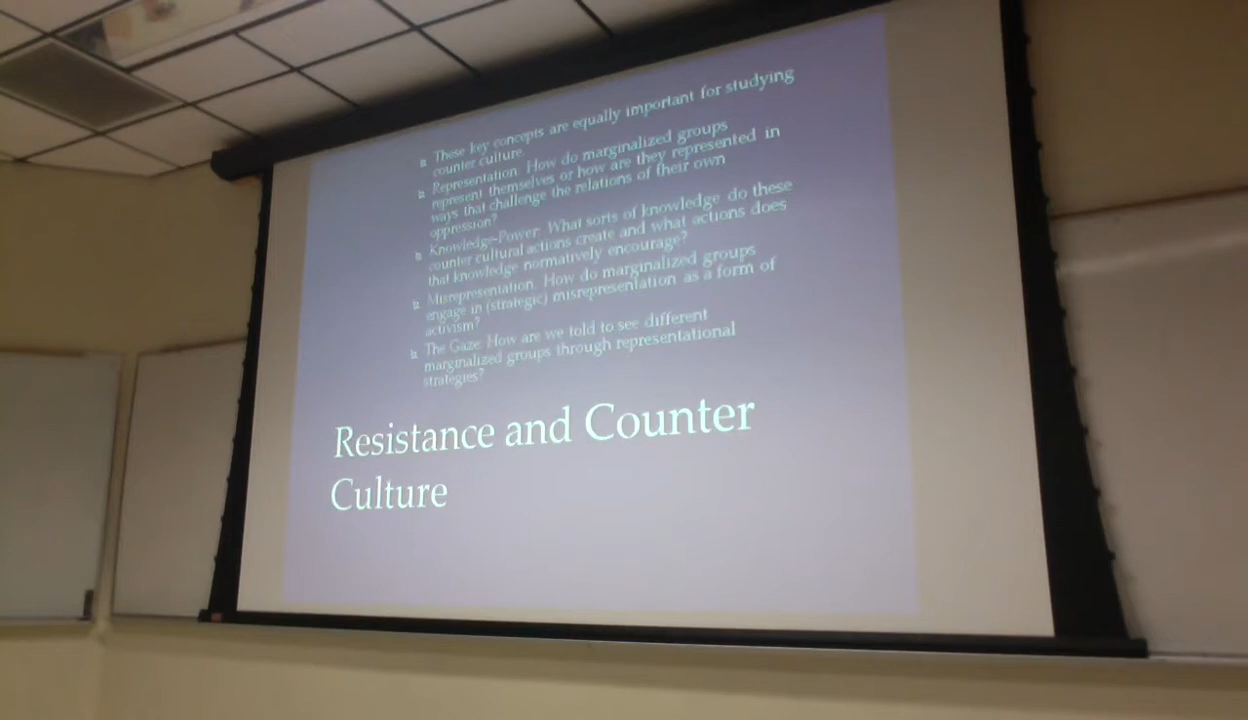 These key concepts are equally important for studying
counter culture.
Representation: How do marginalized groups
represent themselves or how are they represented in
ways that challenge the relations of their own
oppression?
Knowledge-Power: What sorts of knowledge do these
counter cultural actions create and what actions does
that knowledge normatively encourage?
Misrepresentation: How do marginalized groups
engage in (strategic) misrepresentation as a form of
activism?
The Gaze: How are we told to see different
marginalized groups through representational
strategies?
Resistance and Counter
Culture